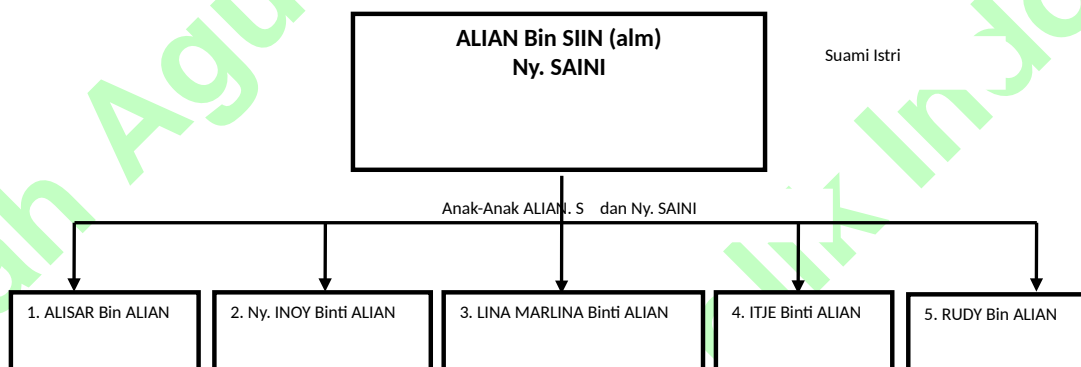 ALIAN Bin SIIN (alm)
Ny. SAINI
Suami Istri
Anak-Anak ALIAN. S dan Ny. SAINI
1. ALISAR Bin ALIAN
2. Ny. INOY Binti ALIAN
3. LINA MARLINA Binti ALIAN
4. ITJE Binti ALIAN
5. RUDY Bin ALIAN